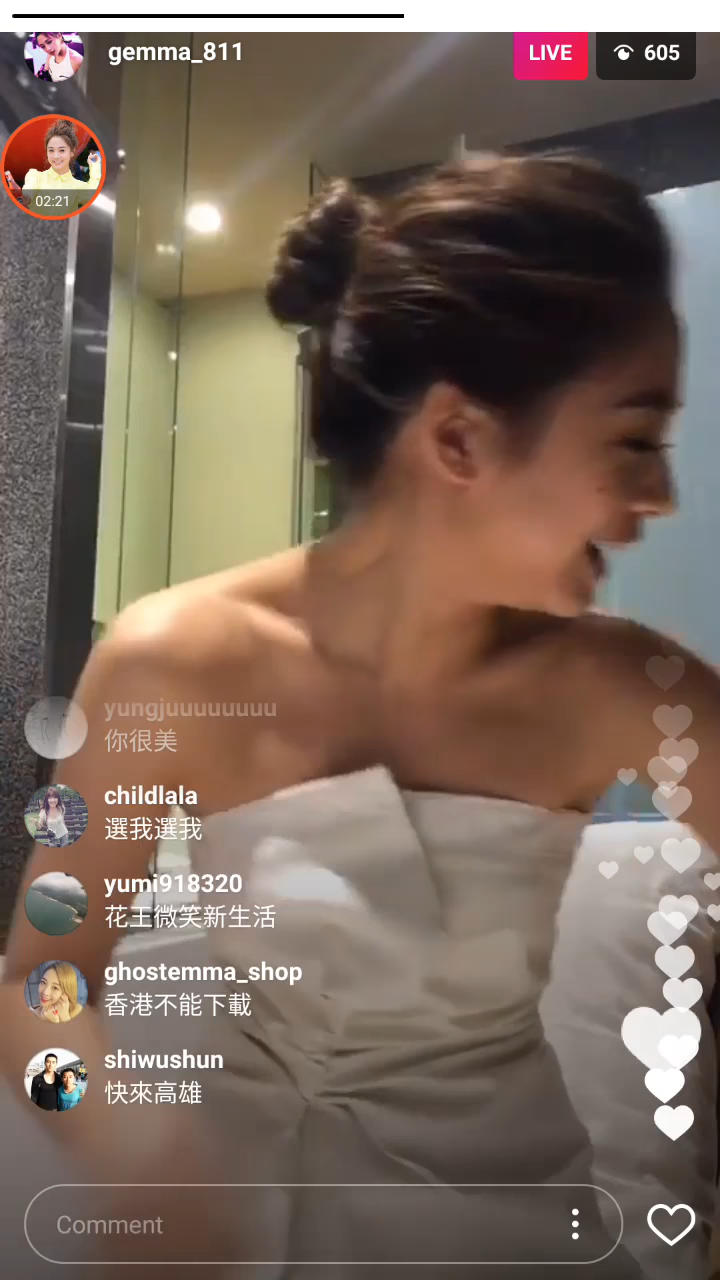 gemma_811
LIVE
605
02:21
yungjuuuuuuuu
你很美
childlala
選我選我
yumi918320
花王微笑新生活
ghostemma_shop
香港不能下載
shiwushun
快來高雄
Comment